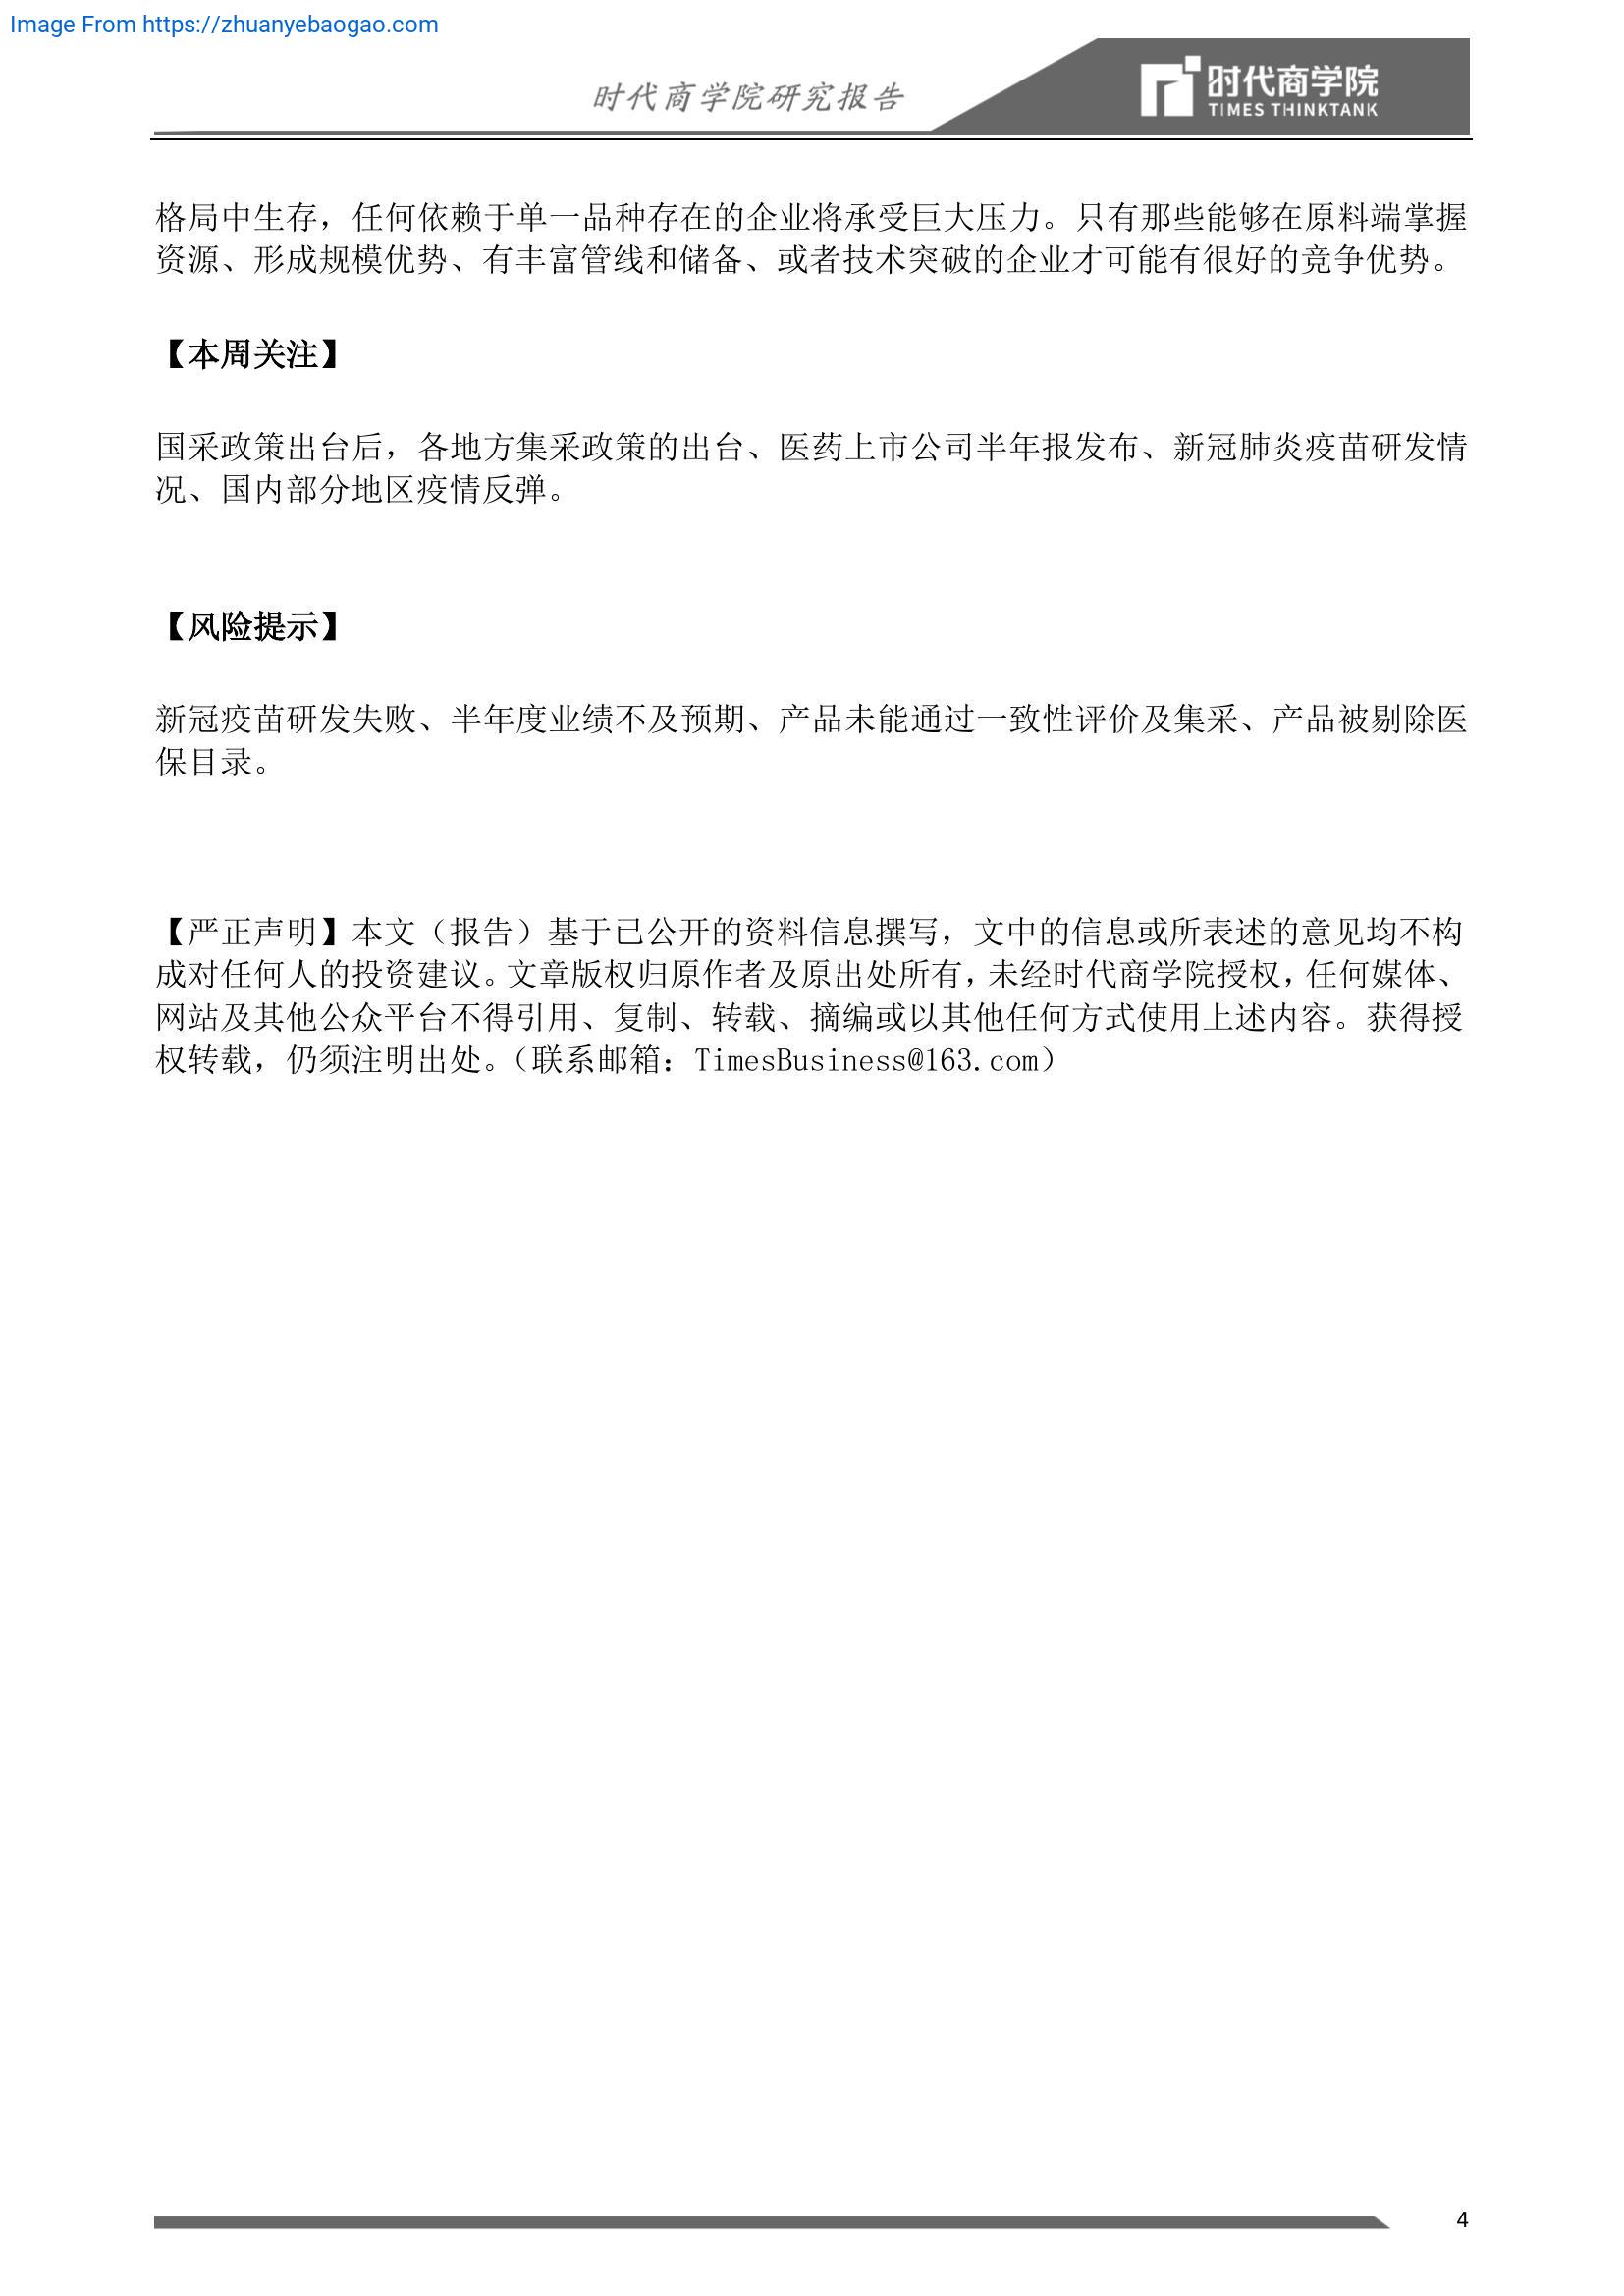 Image From https://zhuanyebaogao.com
时代商学院研究报告
时代商学院
TIMES THINKTANK
格局中生存，任何依赖于单一品种存在的企业将承受巨大压力。只有那些能够在原料端掌握
资源、形成规模优势、有丰富管线和储备、或者技术突破的企业才可能有很好的竞争优势。
【本周关注】
国采政策出台后，各地方集采政策的出台、医药上市公司半年报发布、新冠肺炎疫苗研发情
况、国内部分地区疫情反弹。
【风险提示】
新冠疫苗研发失败、半年度业绩不及预期、产品未能通过一致性评价及集采、产品被剔除医
保目录。
【严正声明】本文（报告）基于已公开的资料信息撰写，文中的信息或所表述的意见均不构
成对任何人的投资建议。文章版权归原作者及原出处所有，未经时代商学院授权，任何媒体、
网站及其他公众平台不得引用、复制、转载、摘编或以其他任何方式使用上述内容。获得授
权转载，仍须注明出处。（联系邮箱：TimesBusiness@163.com）
4